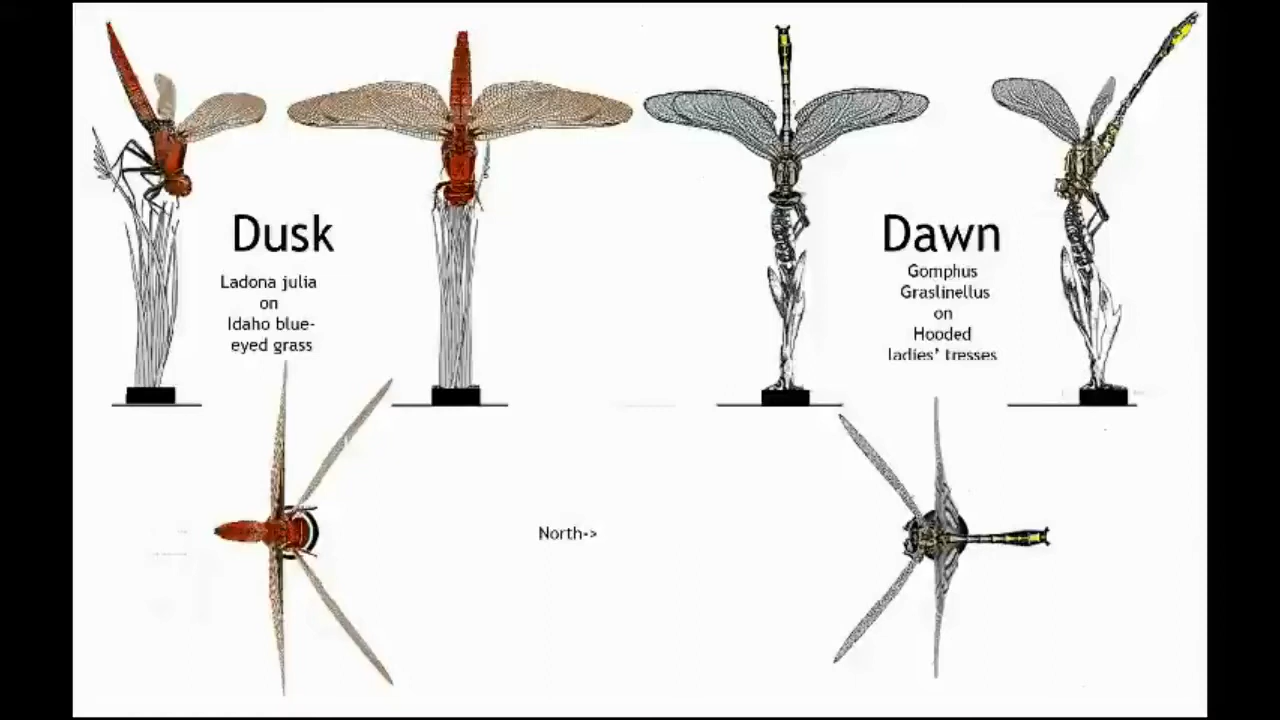 Dusk
Ladona julia
on
Idaho blue-
eyed grass
Dawn
Gomphus
Graslinellus
on
Hooded
ladies' tresses
North->